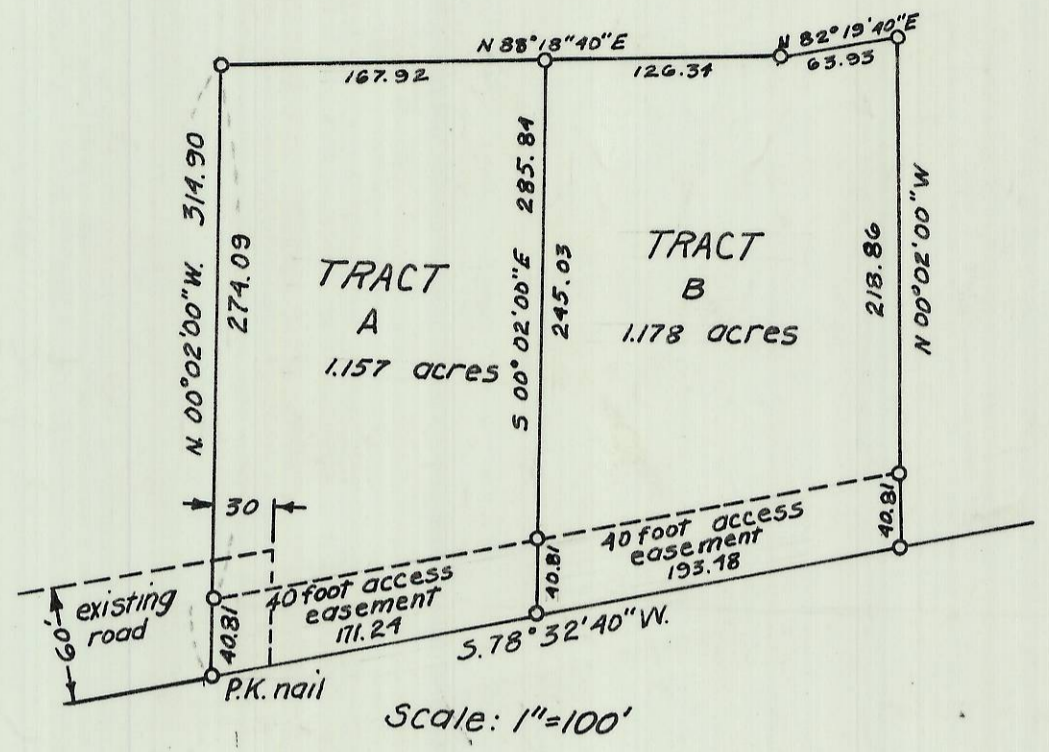 N 88°18"40"E
N 82°19'40"E
167.92
126.34
63.93
N. 00°02'00"W. 314.90
274.09
S 00°02'00"E 285.84
245.03
218.86
N 00°02'00"W
TRACT
A
1.157 acres
TRACT
B
1.178 acres
30
existing
road
60'
40.81
40 foot access
easement
171.24
40.81
40 foot access
easement
193.18
40.81
S. 78°32'40"W.
P.K. nail
Scale: 1"=100'